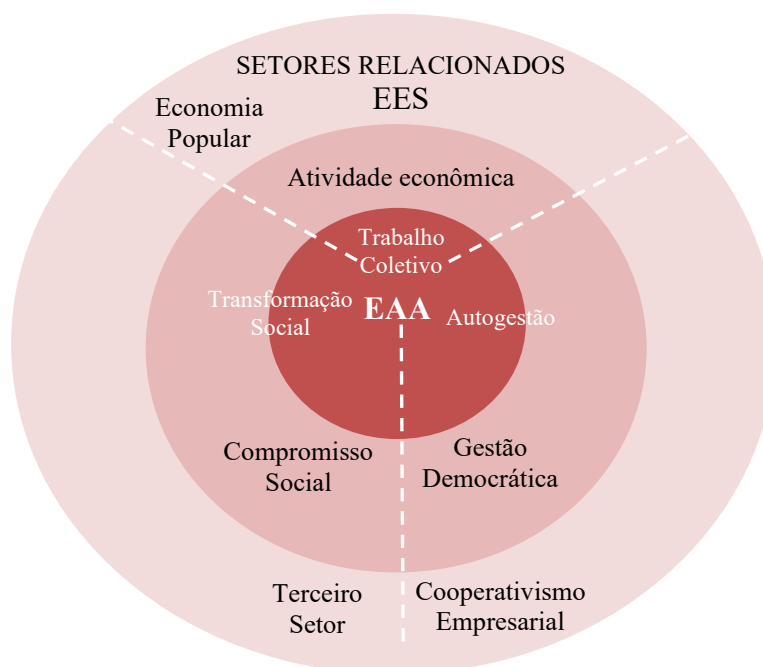 SETORES RELACIONADOS
EES
Economia
Popular
Atividade econômica
Trabalho
Coletivo
Transformação
Social
EAA
Autogestão
Compromisso
Social
Gestão
Democrática
Terceiro
Setor
Cooperativismo
Empresarial